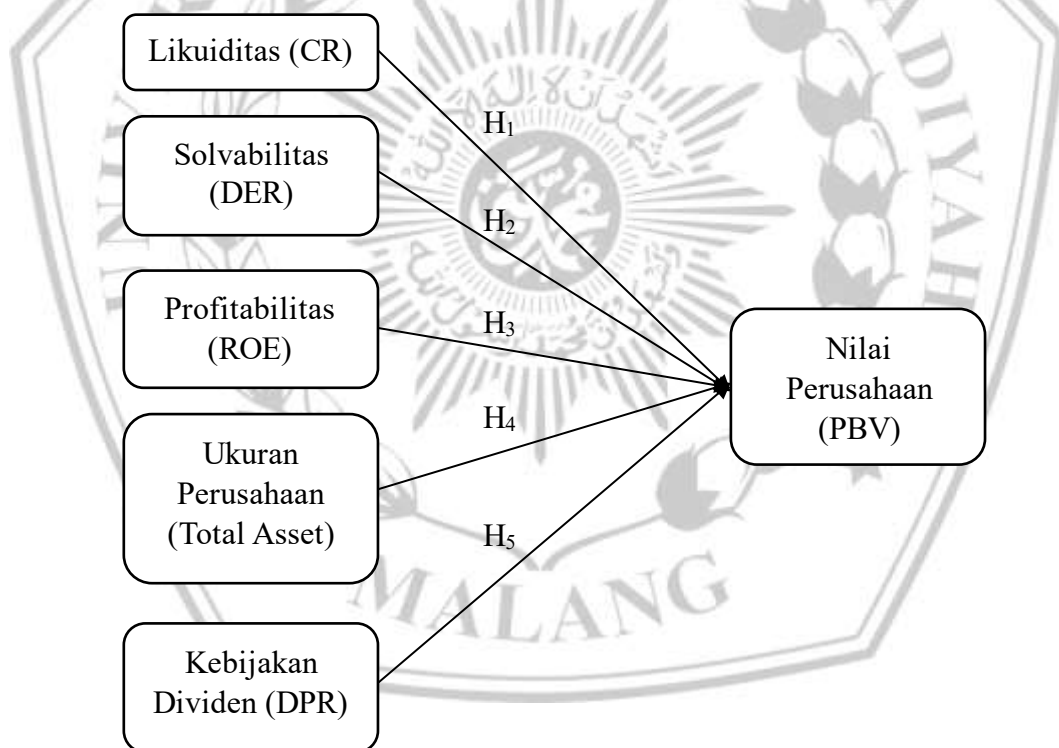 Likuiditas (CR)
Solvabilitas
(DER)
Profitabilitas
(ROE)
Ukuran
Perusahaan
(Total Asset)
Kebijakan
Dividen (DPR)
H₁
H₂
H₃
H₄
H₅
Nilai
Perusahaan
(PBV)
MALANG